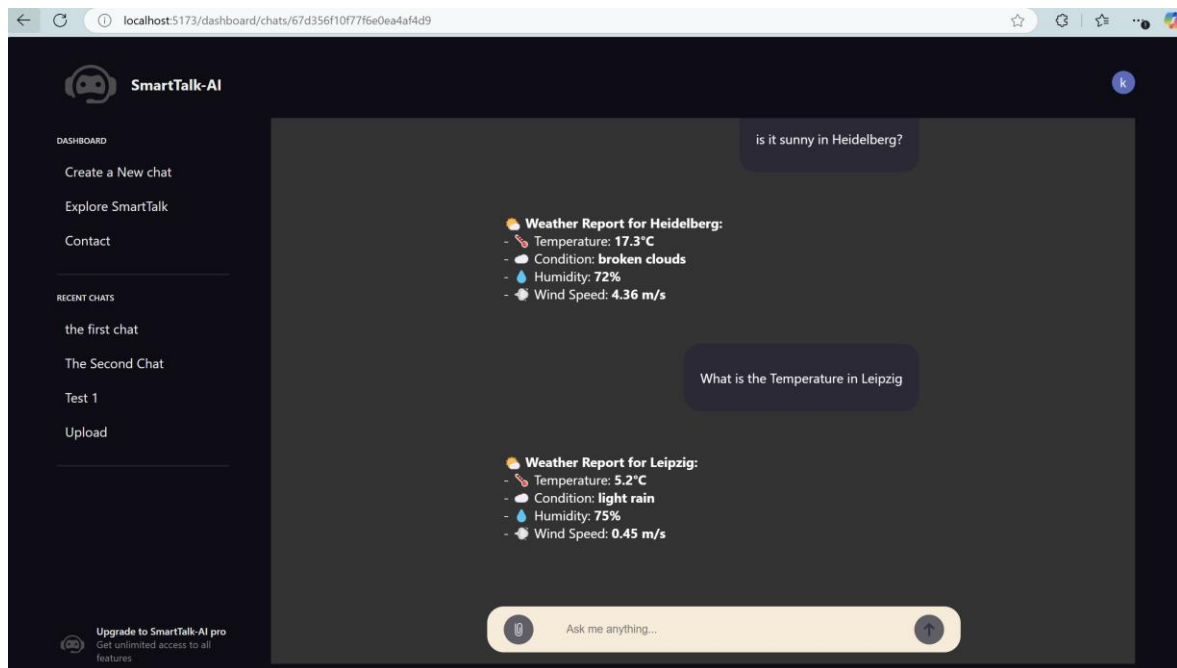 localhost:5173/dashboard/chats/67d356f10f77f6e0ea4af4d9
SmartTalk-AI
k
DASHBOARD
Create a New chat
Explore SmartTalk
Contact
RECENT CHATS
the first chat
The Second Chat
Test 1
Upload
Upgrade to SmartTalk-AI pro
Get unlimited access to all
features
is it sunny in Heidelberg?
Weather Report for Heidelberg:
- Temperature: 17.3°C
- Condition: broken clouds
- Humidity: 72%
- Wind Speed: 4.36 m/s
What is the Temperature in Leipzig
Weather Report for Leipzig:
- Temperature: 5.2°C
- Condition: light rain
- Humidity: 75%
- Wind Speed: 0.45 m/s
Ask me anything...